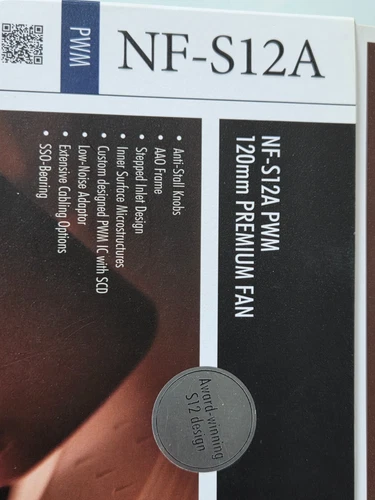 NF-S12A
PWM
NF-S12A PWM
120mm PREMIUM FAN
• Anti-Stall Knobs
• AAO Frame
• Stepped Inlet Design
• Inner Surface Microstructures
• Custom designed PWM IC with SCD
• Low-Noise Adaptor
• Extensive Cabling Options
• SSO-Bearing
Award-winning
S12 design